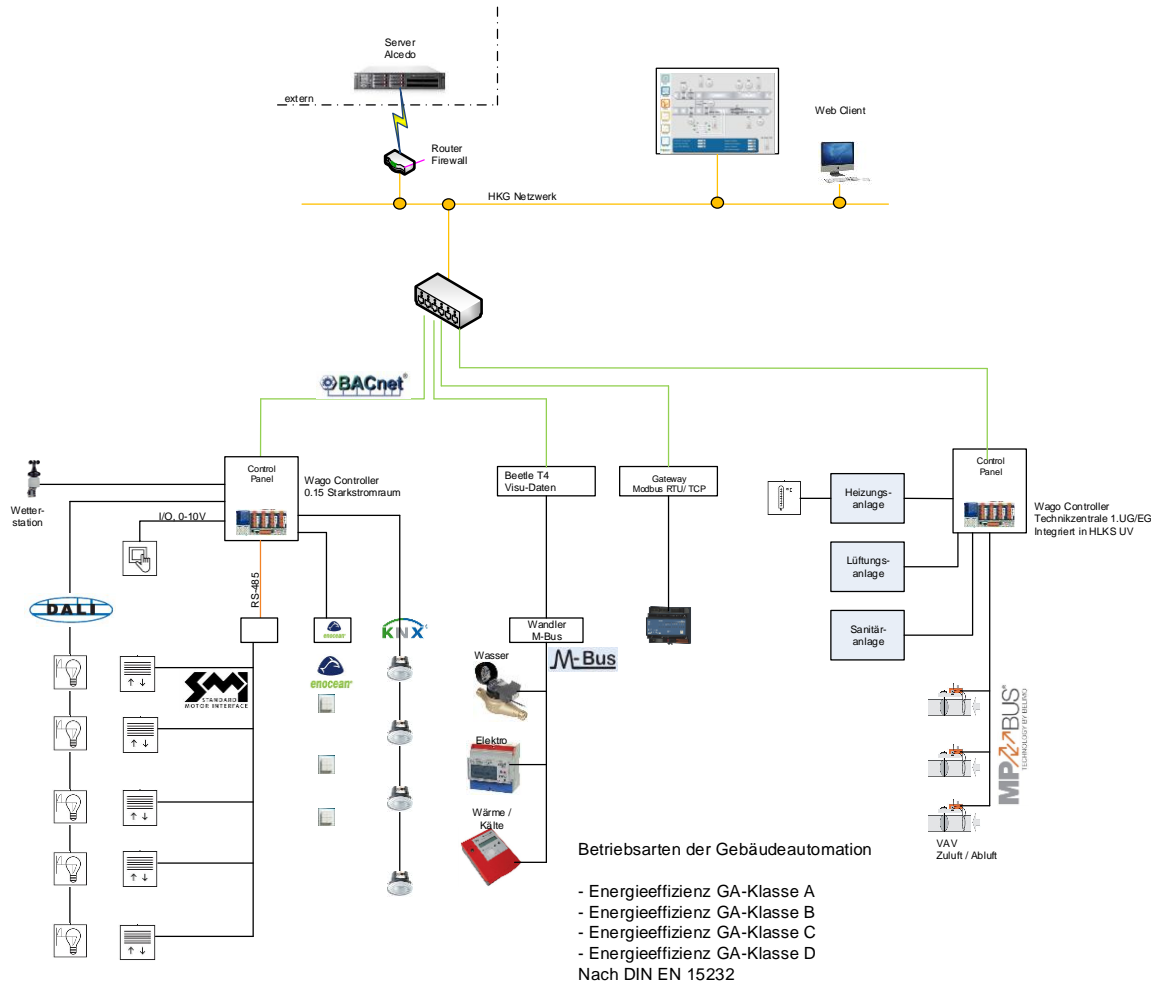 Server
Alcedo
extern
Web Client
Router
Firewall
HKG Netzwerk
BACnet®
Control
Panel
Wago Controller
0.15 Starkstromraum
Wetter-
station
I/O, 0-10V
RS-485
DALI
SMI
STANDARD
MOTOR INTERFACE
enocean®
enocean®
KNX
Beetle T4
Visu-Daten
Gateway
Modbus RTU/ TCP
Wandler
M-Bus
M-Bus
Wasser
Elektro
Wärme /
Kälte
°C
Heizungs-
anlage
Lüftungs-
anlage
Sanitär-
anlage
Control
Panel
Wago Controller
Technikzentrale 1.UG/EG
Integriert in HLKS UV
MP BUS®
TECHNOLOGY BY BELIMO
VAV
Zuluft / Abluft
Betriebsarten der Gebäudeautomation
- Energieeffizienz GA-Klasse A
- Energieeffizienz GA-Klasse B
- Energieeffizienz GA-Klasse C
- Energieeffizienz GA-Klasse D
Nach DIN EN 15232